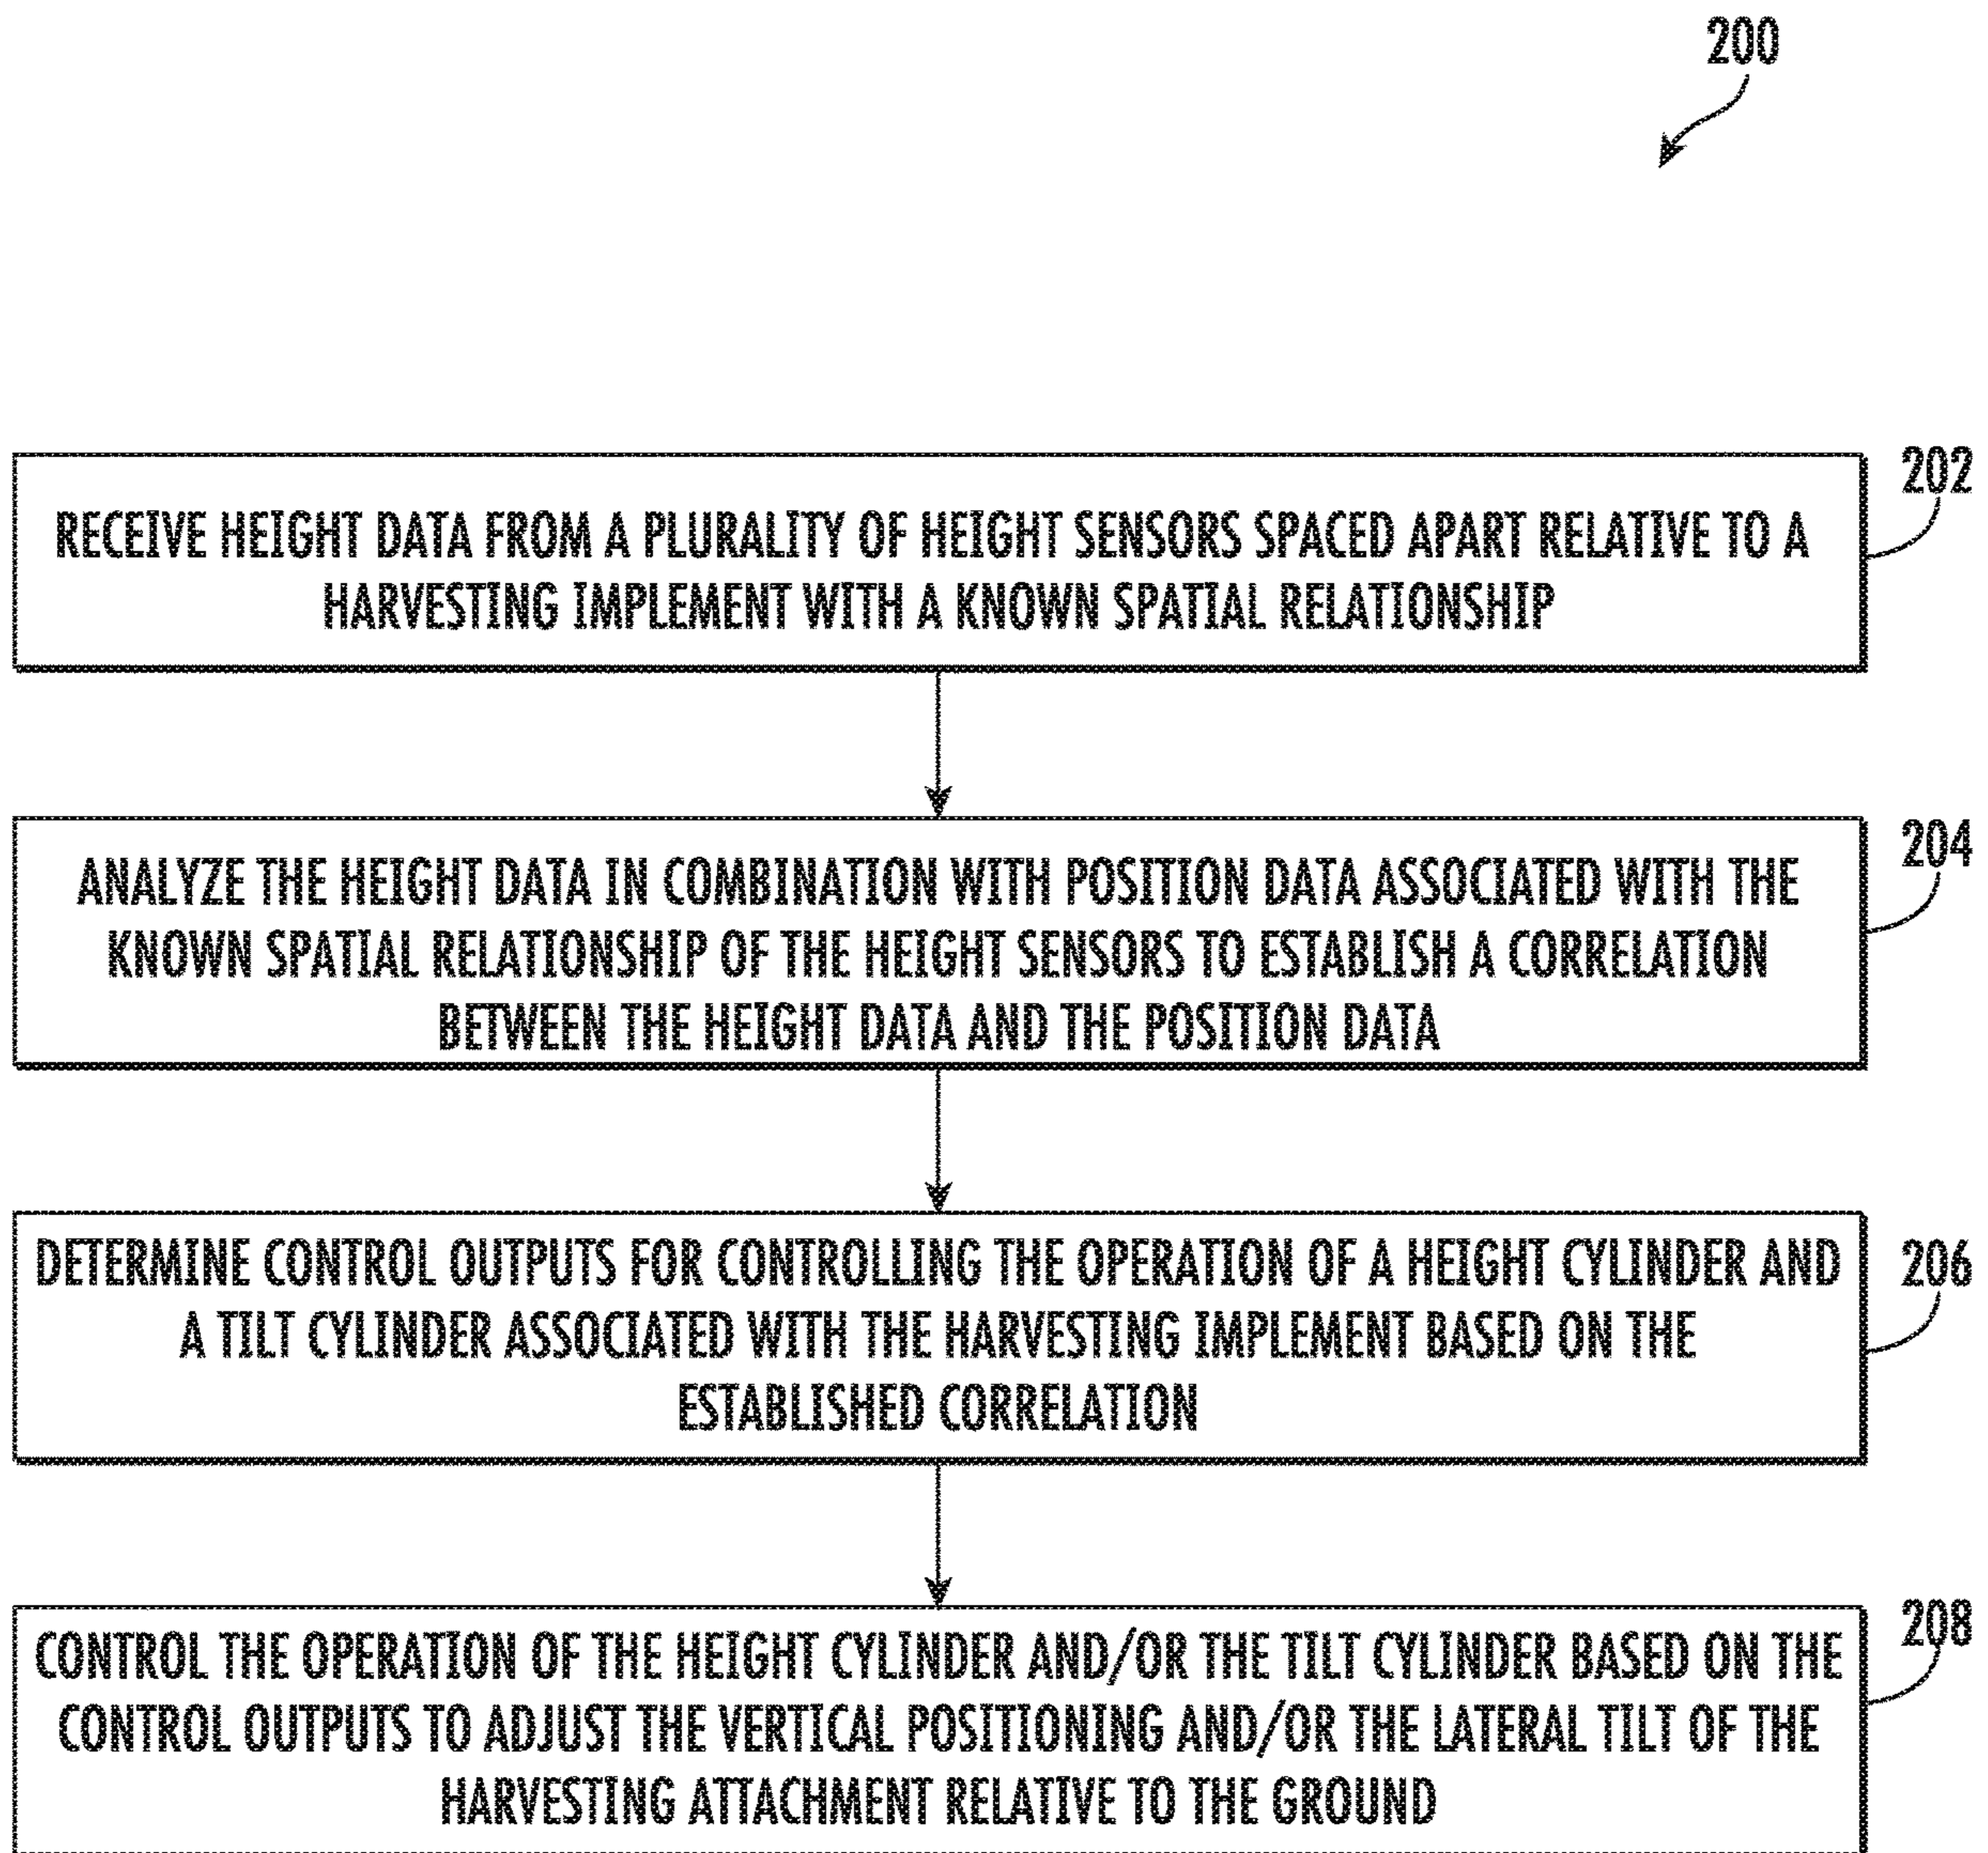 200
202
RECEIVE HEIGHT DATA FROM A PLURALITY OF HEIGHT SENSORS SPACED APART RELATIVE TO A
HARVESTING IMPLEMENT WITH A KNOWN SPATIAL RELATIONSHIP
204
ANALYZE THE HEIGHT DATA IN COMBINATION WITH POSITION DATA ASSOCIATED WITH THE
KNOWN SPATIAL RELATIONSHIP OF THE HEIGHT SENSORS TO ESTABLISH A CORRELATION
BETWEEN THE HEIGHT DATA AND THE POSITION DATA
206
DETERMINE CONTROL OUTPUTS FOR CONTROLLING THE OPERATION OF A HEIGHT CYLINDER AND
A TILT CYLINDER ASSOCIATED WITH THE HARVESTING IMPLEMENT BASED ON THE
ESTABLISHED CORRELATION
208
CONTROL THE OPERATION OF THE HEIGHT CYLINDER AND/OR THE TILT CYLINDER BASED ON THE
CONTROL OUTPUTS TO ADJUST THE VERTICAL POSITIONING AND/OR THE LATERAL TILT OF THE
HARVESTING ATTACHMENT RELATIVE TO THE GROUND